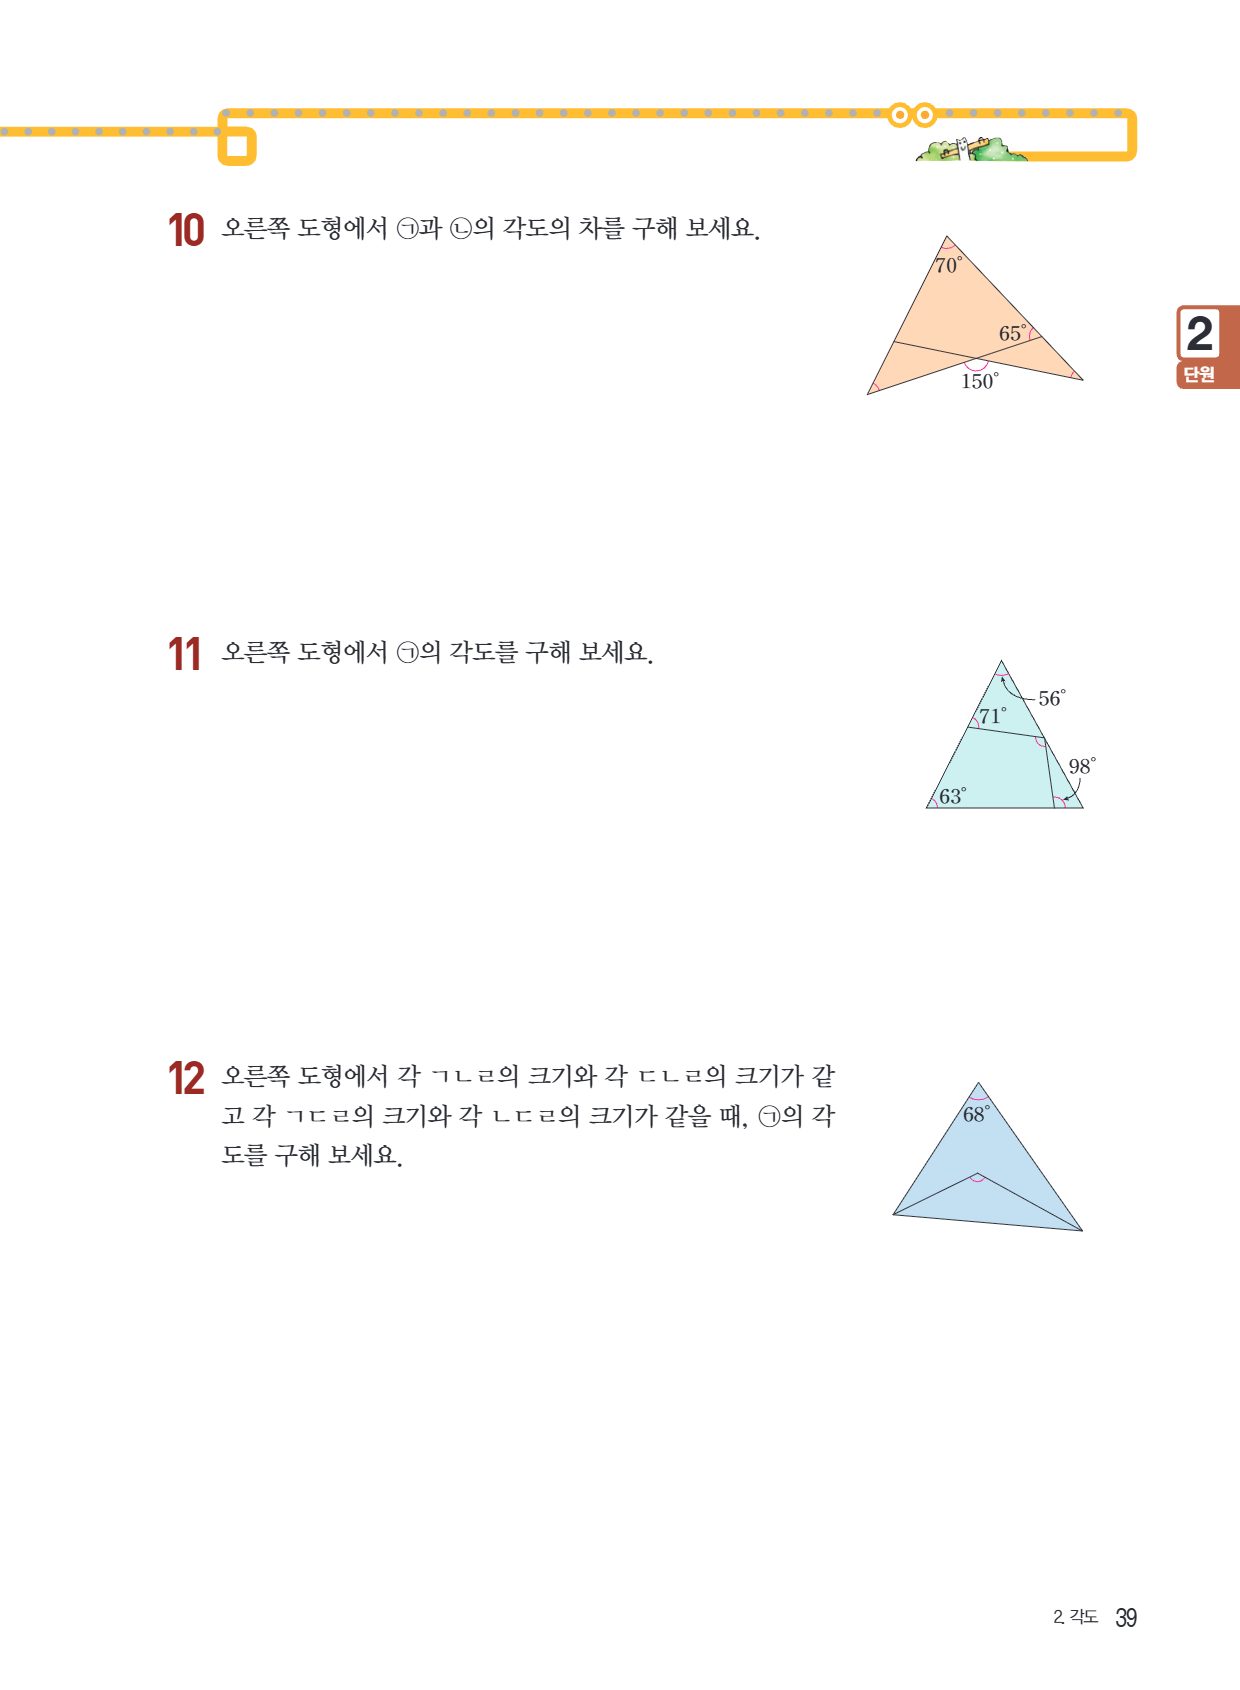 10 오른쪽 도형에서 ㉠과 ㉡의 각도의 차를 구해 보세요.
70°
65°
150°
2
단원
11 오른쪽 도형에서 ㉠의 각도를 구해 보세요.
56°
71°
98°
63°
12 오른쪽 도형에서 각 ㄱㄴㄹ의 크기와 각 ㄷㄴㄹ의 크기가 같
고 각 ㄱㄷㄹ의 크기와 각 ㄴㄷㄹ의 크기가 같을 때, ㉠의 각
도를 구해 보세요.
68°
2. 각도 39